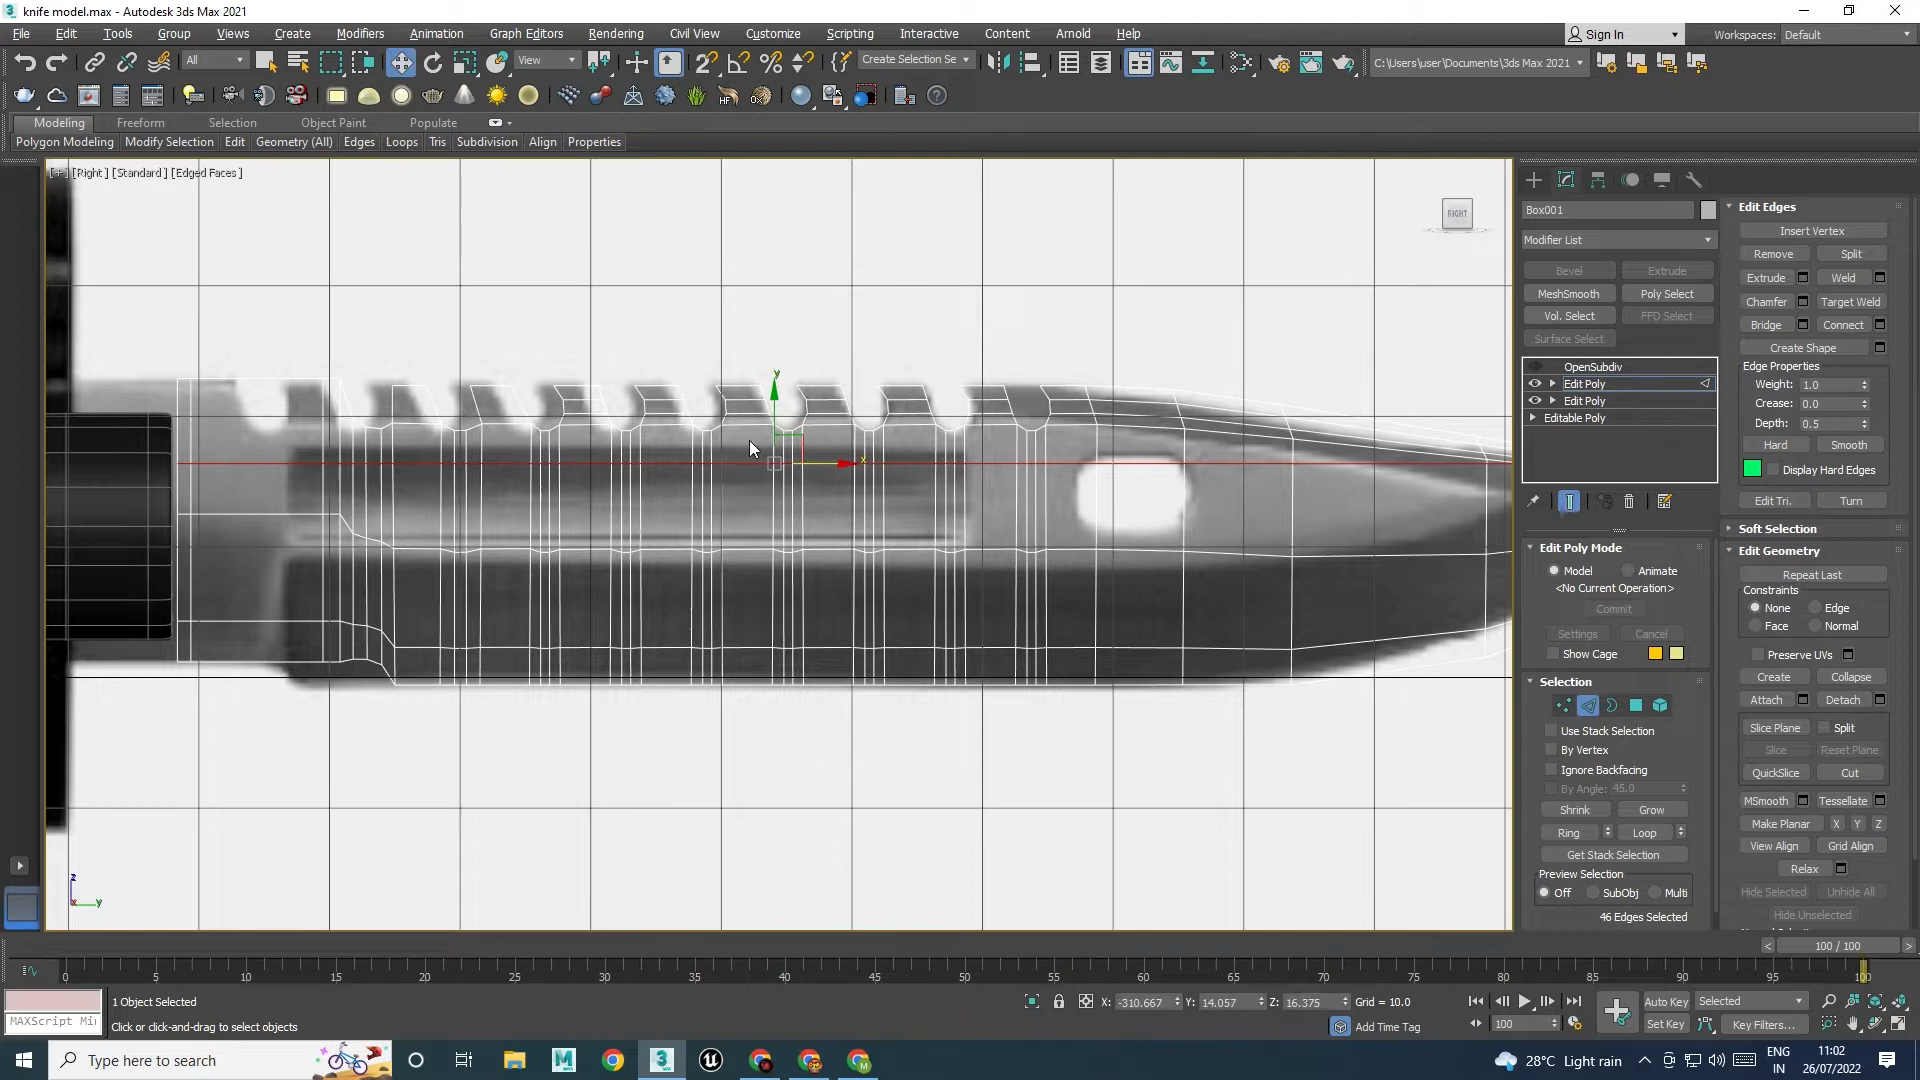 knife model.max - Autodesk 3ds Max 2021
File Edit Tools Group Views Create Modifiers Animation Graph Editors Rendering Civil View Customize Scripting Interactive Content Arnold Help
Sign In
Workspaces: Default
All
View
Create Selection Se
C:\Users\user\Documents\3ds Max 2021
Modeling Freeform Selection Object Paint Populate
Polygon Modeling Modify Selection Edit Geometry (All) Edges Loops Tris Subdivision Align Properties
[+] [Right ] [Standard ] [Edged Faces ]
RIGHT
y
x
z
x y
Box001
Modifier List
Bevel Extrude
MeshSmooth Poly Select
Vol. Select FFD Select
Surface Select
OpenSubdiv
Edit Poly
Edit Poly
Editable Poly
Edit Poly Mode
Model Animate
<No Current Operation>
Commit
Settings Cancel
Show Cage
Selection
Use Stack Selection
By Vertex
Ignore Backfacing
By Angle: 45.0
Shrink Grow
Ring Loop
Get Stack Selection
Preview Selection
Off SubObj Multi
46 Edges Selected
Edit Edges
Insert Vertex
Remove Split
Extrude Weld
Chamfer Target Weld
Bridge Connect
Create Shape
Edge Properties
Weight: 1.0
Crease: 0.0
Depth: 0.5
Hard Smooth
Display Hard Edges
Edit Tri. Turn
Soft Selection
Edit Geometry
Repeat Last
Constraints
None Edge
Face Normal
Preserve UVs
Create Collapse
Attach Detach
Slice Plane Split
Slice Reset Plane
QuickSlice Cut
MSmooth Tessellate
Make Planar X Y Z
View Align Grid Align
Relax
Hide Selected Unhide All
Hide Unselected
< 100 / 100 >
0 5 10 15 20 25 30 35 40 45 50 55 60 65 70 75 80 85 90 95 100
1 Object Selected
MAXScript Mi
Click or click-and-drag to select objects
X: -310.667 Y: 14.057 Z: 16.375 Grid = 10.0
Add Time Tag
100
Auto Key Selected
Set Key Key Filters...
Type here to search
28°C Light rain
ENG
IN
11:02
26/07/2022